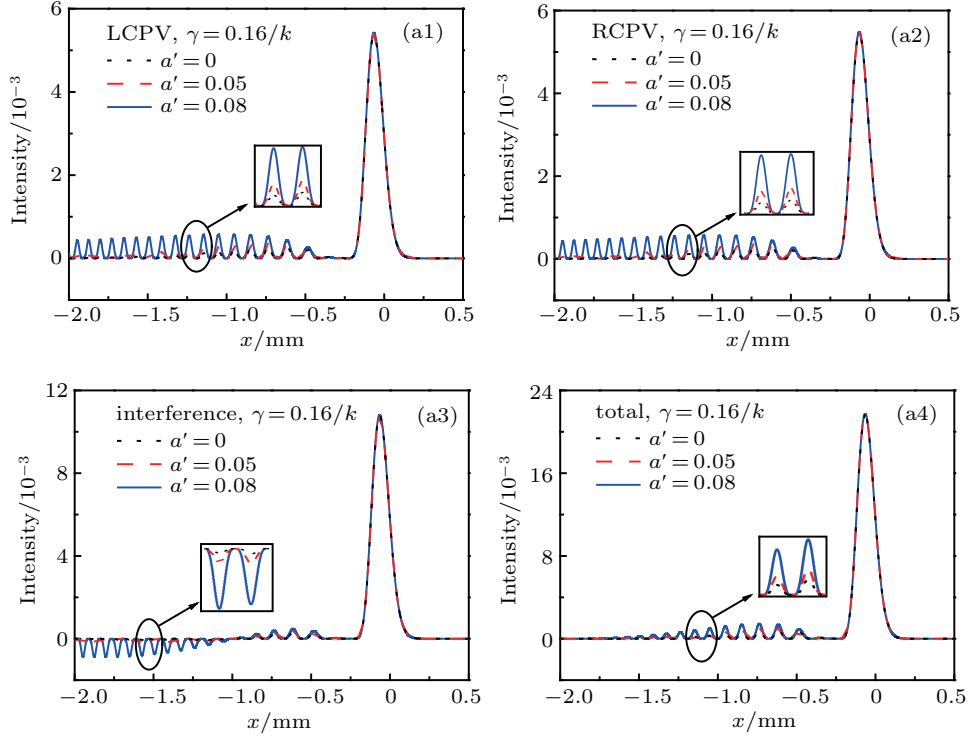 LCPV, γ=0.16/k
(a1)
a′=0
a′=0.05
a′=0.08
6
4
2
0
Intensity/10⁻³
−2.0 −1.5 −1.0 −0.5 0 0.5
x/mm
RCPV, γ=0.16/k
(a2)
a′=0
a′=0.05
a′=0.08
6
4
2
0
Intensity/10⁻³
−2.0 −1.5 −1.0 −0.5 0 0.5
x/mm
interference, γ=0.16/k
(a3)
a′=0
a′=0.05
a′=0.08
12
8
4
0
Intensity/10⁻³
−2.0 −1.5 −1.0 −0.5 0 0.5
x/mm
total, γ=0.16/k
(a4)
a′=0
a′=0.05
a′=0.08
24
16
8
0
Intensity/10⁻³
−2.0 −1.5 −1.0 −0.5 0 0.5
x/mm